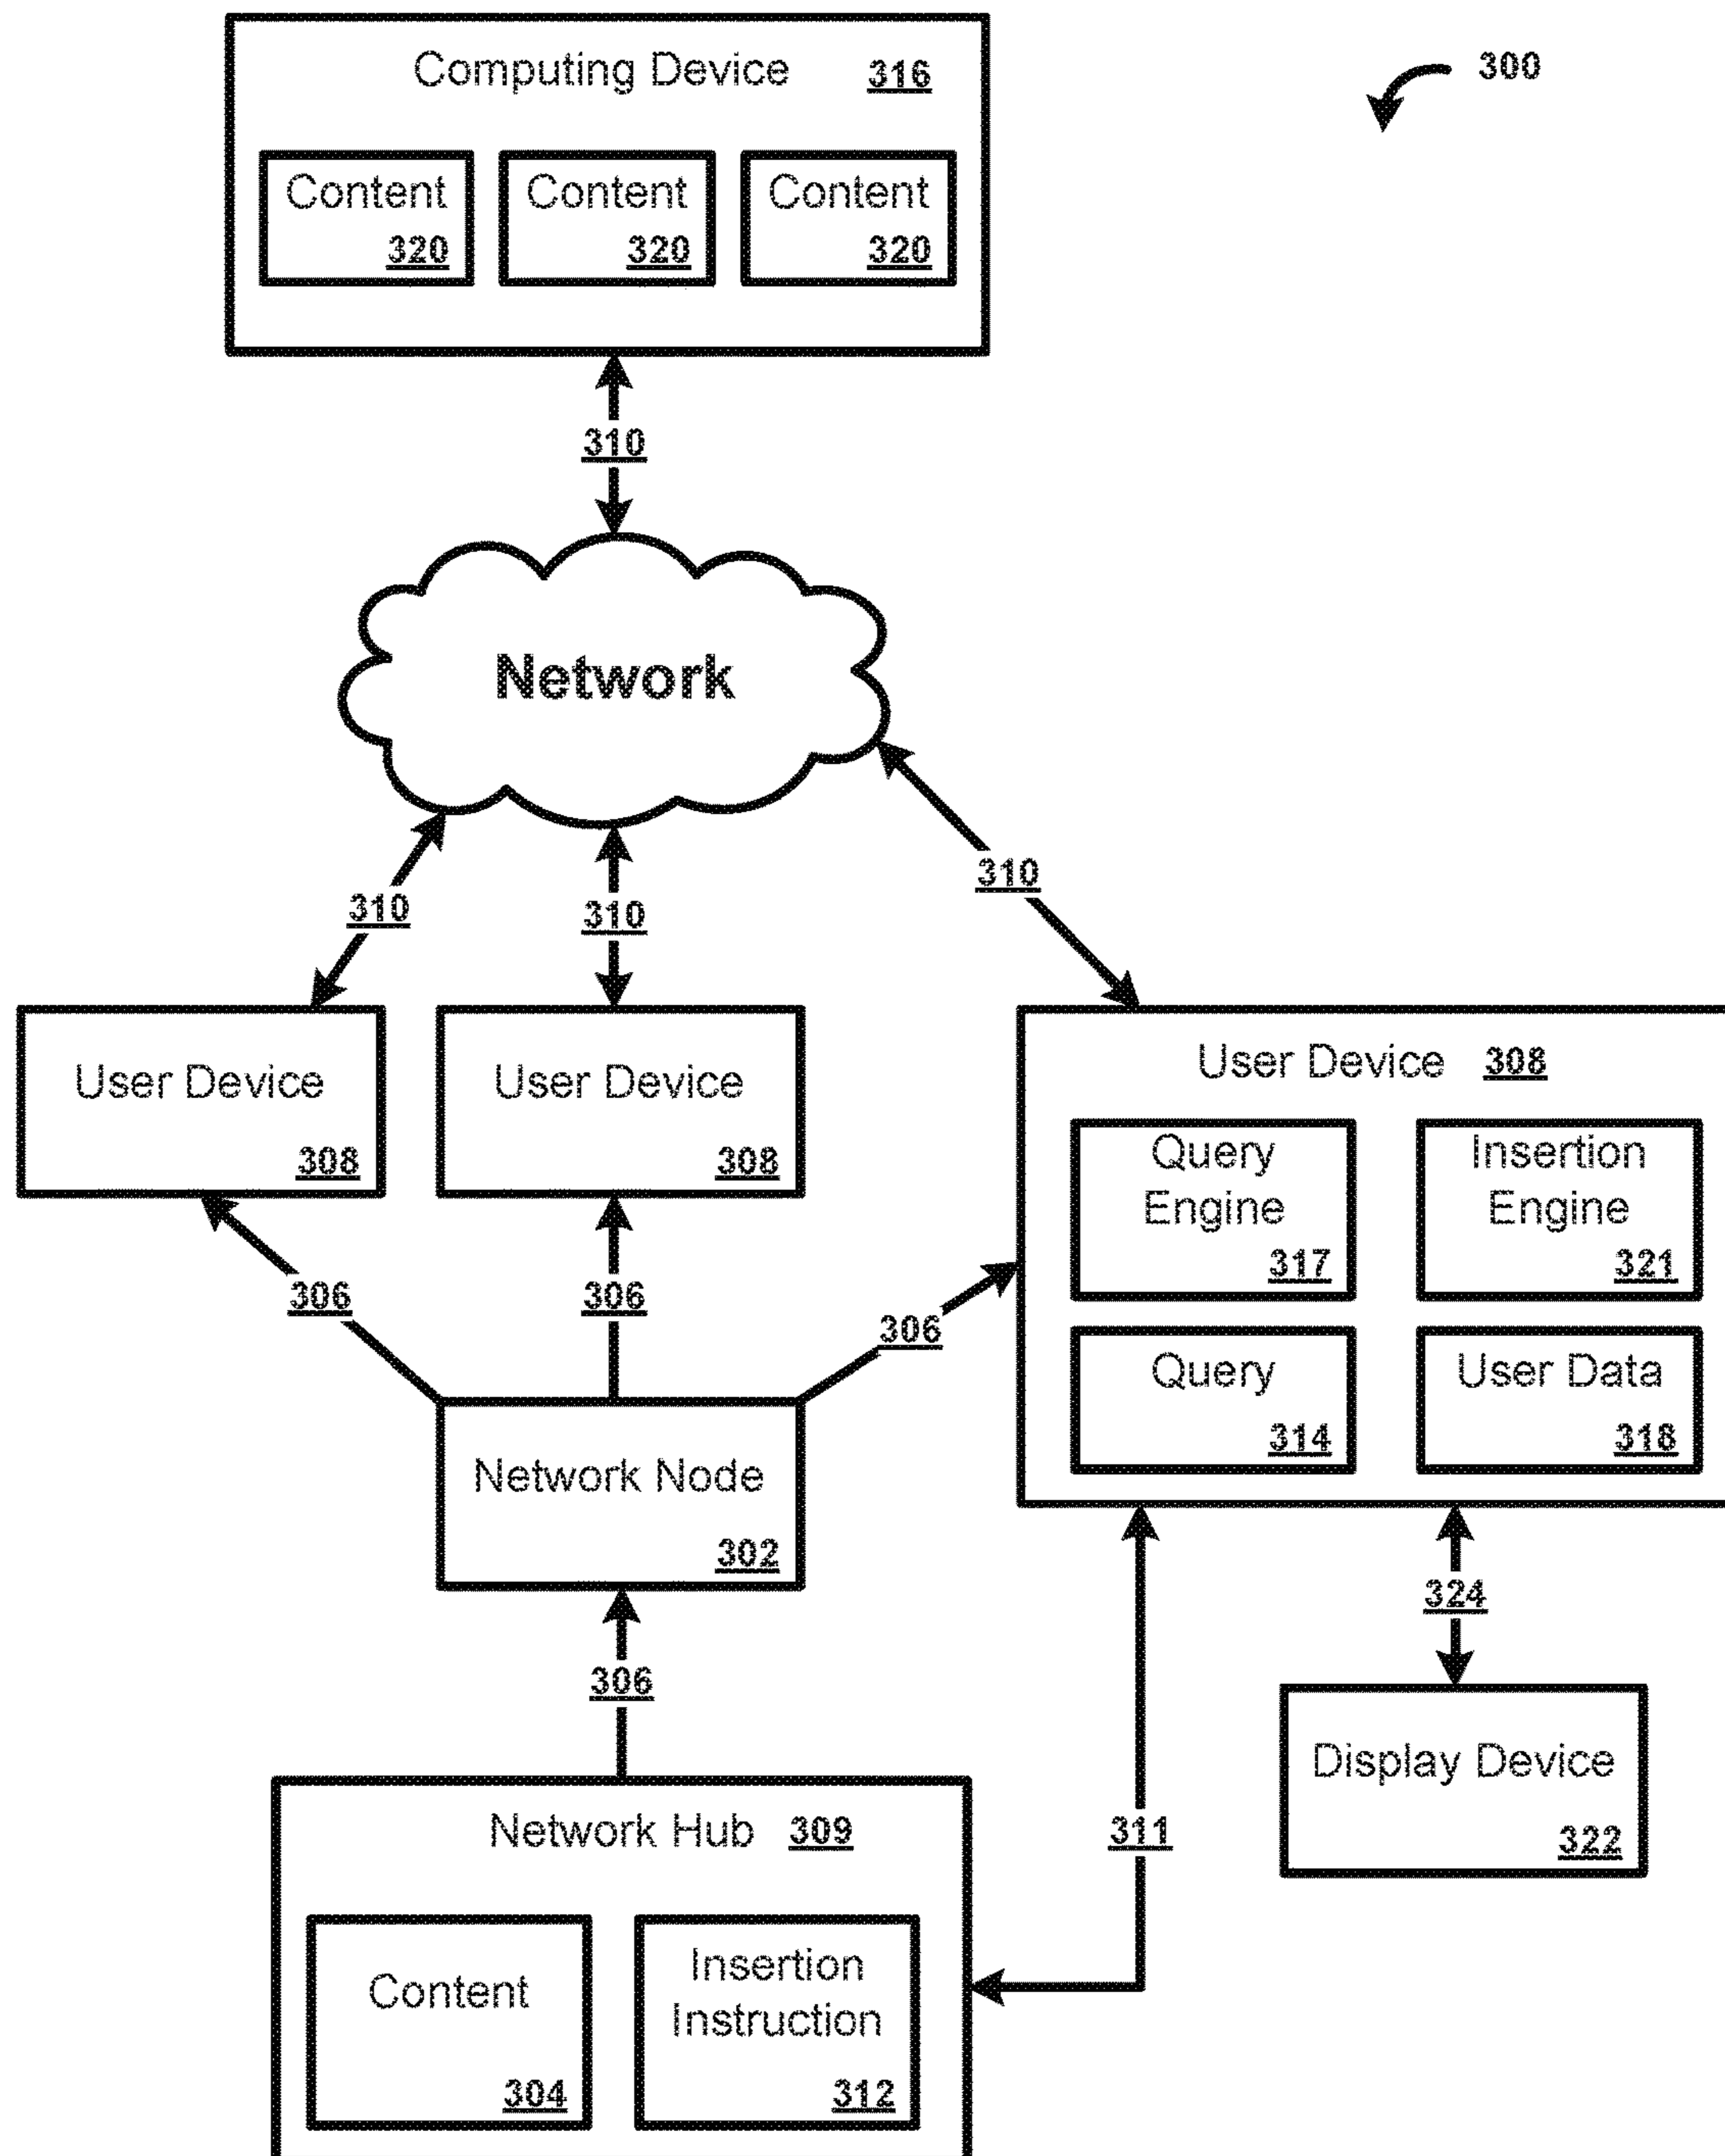 Computing Device 316
300
Content
320
Content
320
Content
320
310
Network
310
310
310
User Device
308
User Device
308
User Device 308
Query
Engine
317
Insertion
Engine
321
Query
314
User Data
318
306
306
306
Network Node
302
324
306
Display Device
322
Network Hub 309
311
Content
304
Insertion
Instruction
312